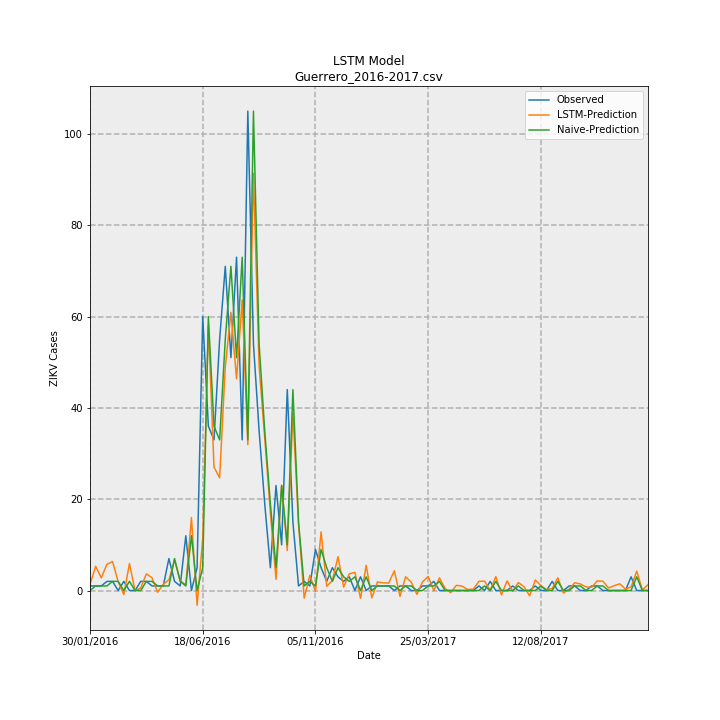 LSTM Model
Guerrero_2016-2017.csv
Observed
LSTM-Prediction
Naive-Prediction
100
80
60
40
20
0
ZIKV Cases
30/01/2016 18/06/2016 05/11/2016 25/03/2017 12/08/2017
Date